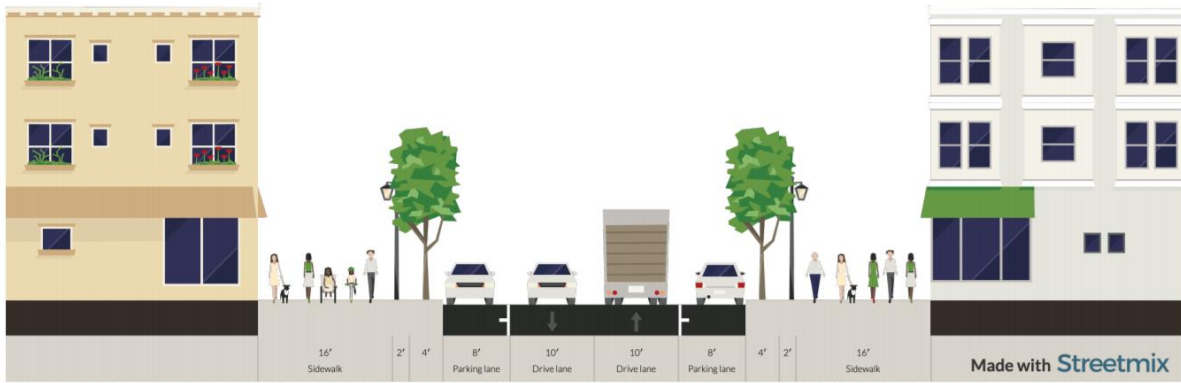 16′ 2′ 4′ 8′ 10′ 10′ 8′ 4′ 2′ 16′
Sidewalk Parking lane Drive lane Drive lane Parking lane Sidewalk
Made with Streetmix